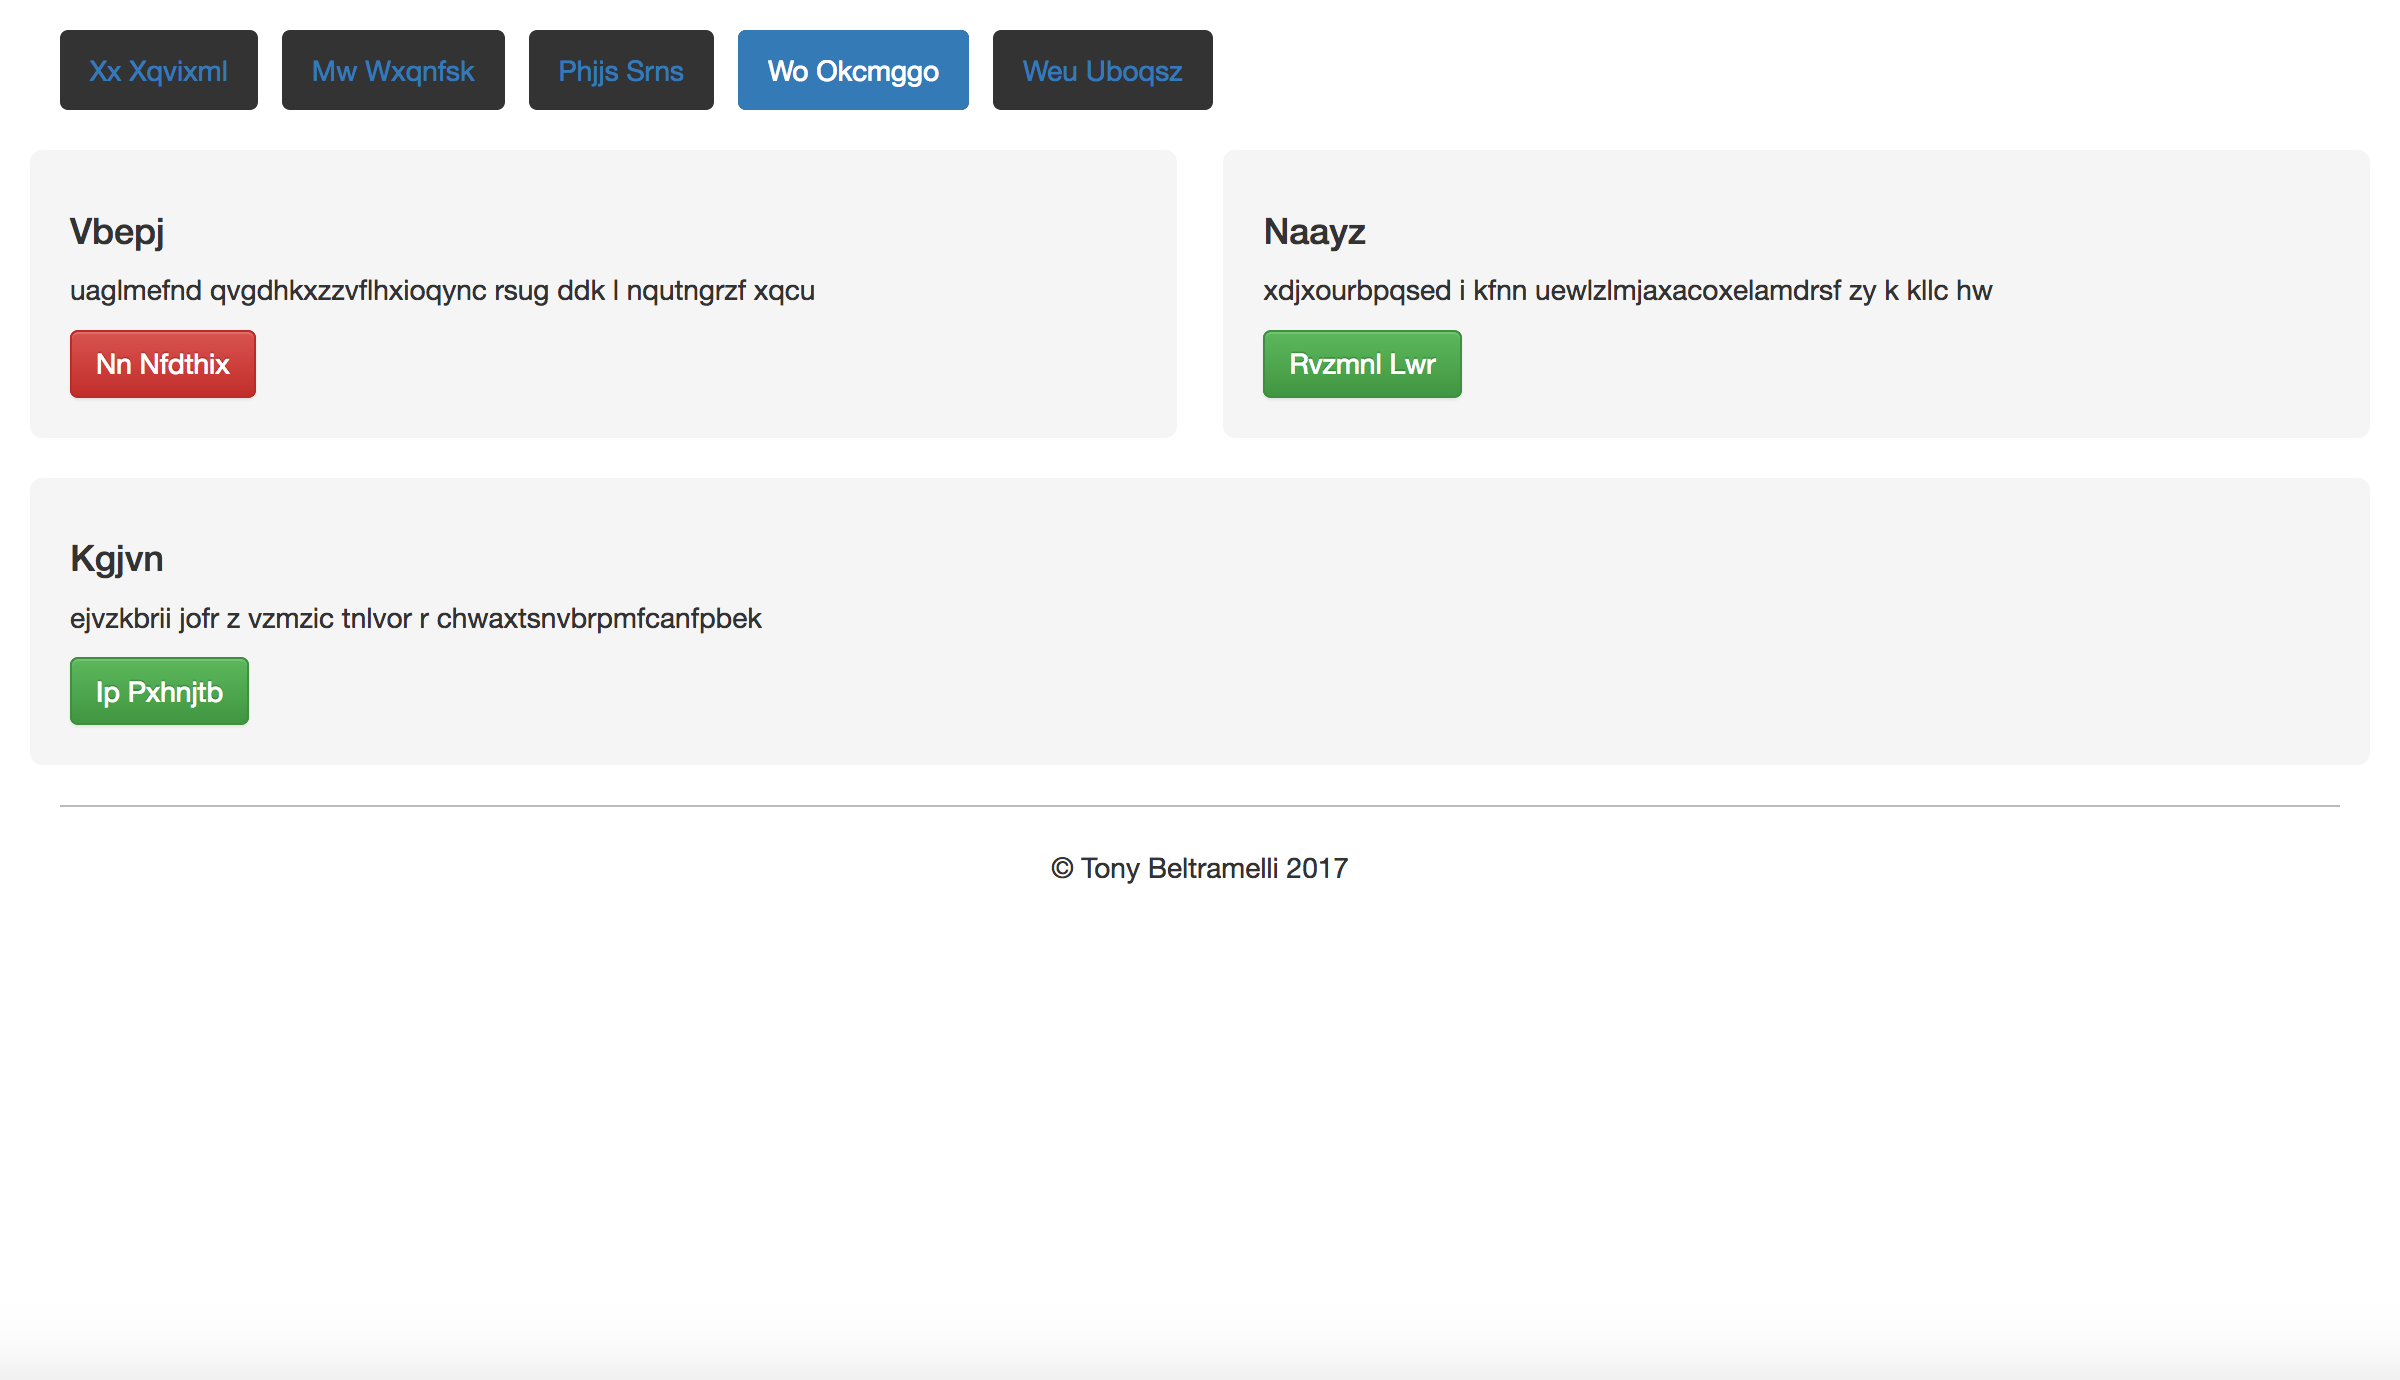 Xx Xqvixml Mw Wxqnfsk Phjjs Srns Wo Okcmggo Weu Uboqsz
Vbepj
uaglmefnd qvgdhkxzzvflhxioqync rsug ddk l nqutngrzf xqcu
Nn Nfdthix
Naayz
xdjxourbpqsed i kfnn uewlzlmjaxacoxelamdrsf zy k kllc hw
Rvzmnl Lwr
Kgjvn
ejvzkbrii jofr z vzmzic tnlvor r chwaxtsnvbrpmfcanfpbek
Ip Pxhnjtb
© Tony Beltramelli 2017